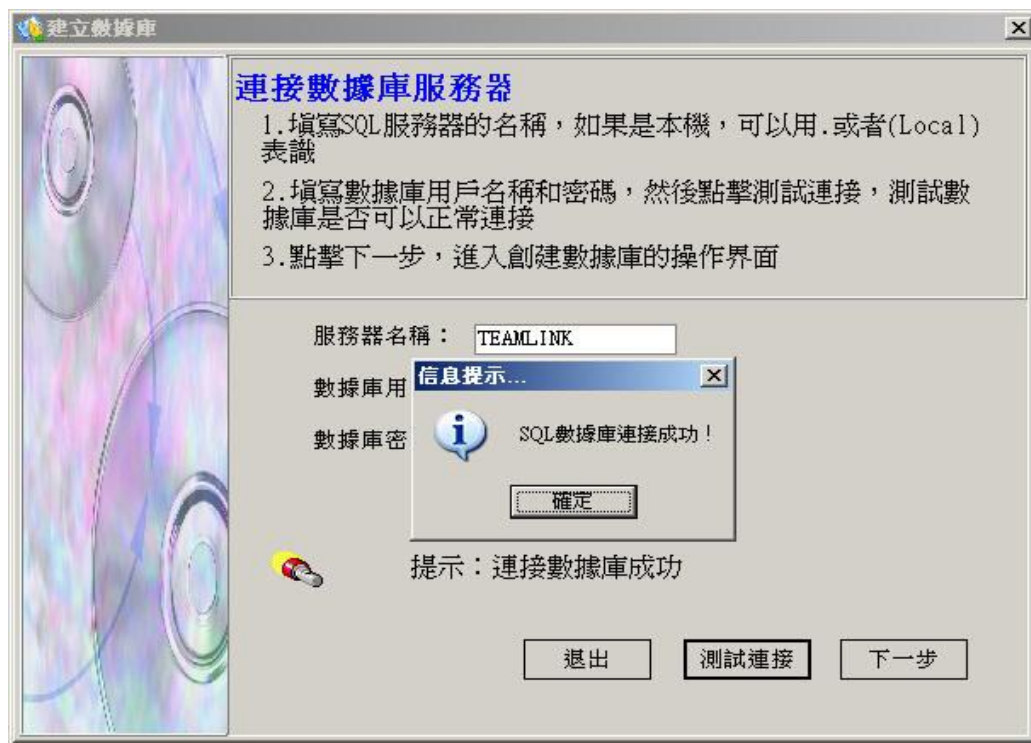 建立數據庫
連接數據庫服務器
1.填寫SQL服務器的名稱，如果是本機，可以用.或者(Local)
表識
2.填寫數據庫用戶名稱和密碼，然後點擊測試連接，測試數
據庫是否可以正常連接
3.點擊下一步，進入創建數據庫的操作界面
服務器名稱： TEAMLINK
數據庫用
信息提示...
數據庫密
SQL數據庫連接成功！
確定
提示：連接數據庫成功
退出 測試連接 下一步